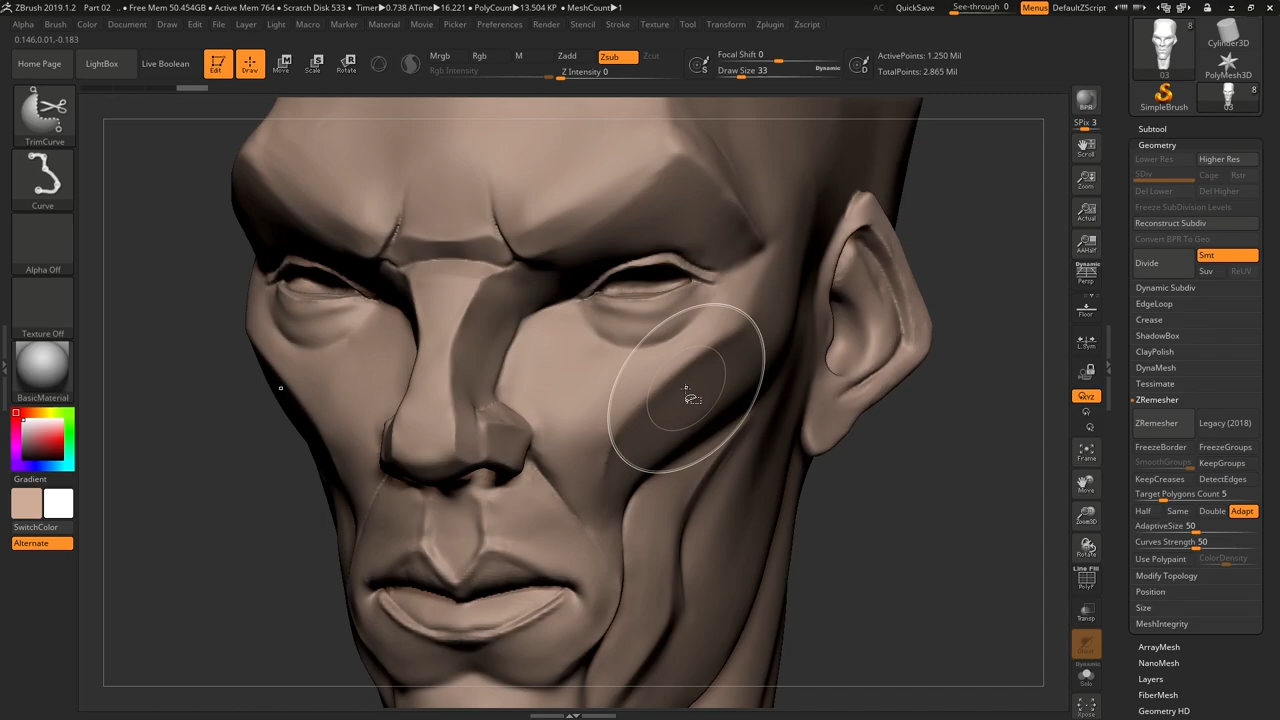 ZBrush 2019.1.2 Part 02 .. • Free Mem 50.454GB • Active Mem 764 • Scratch Disk 533 • Timer▶0.738 ATime▶16.221 • PolyCount▶13.504 KP • MeshCount▶1 AC QuickSave See-through 0 Menus DefaultZScript
Alpha Brush Color Document Draw Edit File Layer Light Macro Marker Material Movie Picker Preferences Render Stencil Stroke Texture Tool Transform Zplugin Zscript
0.146,0.01,-0.183
Home Page LightBox Live Boolean Edit Draw Move Scale Rotate
Mrgb Rgb M Zadd Zsub Zcut
Rgb Intensity Z Intensity 0
Focal Shift 0
Draw Size 33 Dynamic
S
D
ActivePoints: 1.250 Mil
TotalPoints: 2.865 Mil
TrimCurve
Curve
Alpha Off
Texture Off
BasicMaterial
Gradient
SwitchColor
Alternate
BPR
SPix 3
Scroll
Zoom
Actual
AAHalf
Persp
Floor
L.Sym
XYZ
Frame
Move
Zoom3D
Rotate
Line Fill
PolyF
Transp
Dynamic
Solo
Xpose
8
03
Cylinder3D
PolyMesh3D
SimpleBrush
8
03
Subtool
Geometry
Lower Res Higher Res
SDiv Cage Rstr
Del Lower Del Higher
Freeze SubDivision Levels
Reconstruct Subdiv
Convert BPR To Geo
Divide Smt
Suv ReUV
Dynamic Subdiv
EdgeLoop
Crease
ShadowBox
ClayPolish
DynaMesh
Tessimate
ZRemesher
ZRemesher Legacy (2018)
FreezeBorder FreezeGroups
SmoothGroups KeepGroups
KeepCreases DetectEdges
Target Polygons Count 5
Half Same Double Adapt
AdaptiveSize 50
Curves Strength 50
Use Polypaint ColorDensity
Modify Topology
Position
Size
MeshIntegrity
ArrayMesh
NanoMesh
Layers
FiberMesh
Geometry HD